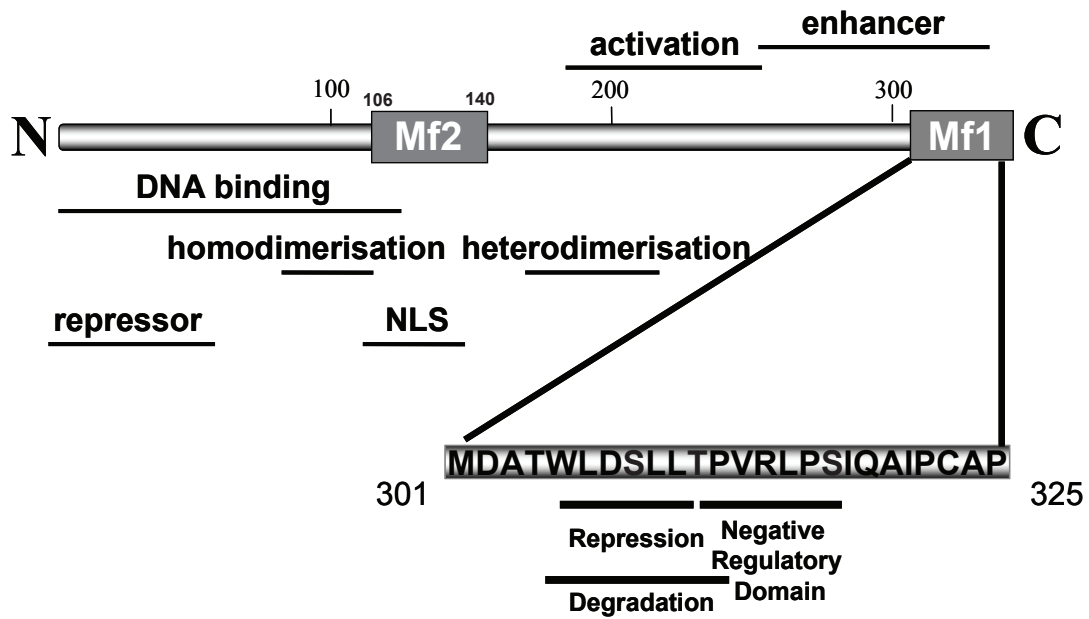 enhancer
activation
100
106
140
200
300
N
Mf2
Mf1
C
DNA binding
homodimerisation
heterodimerisation
repressor
NLS
MDATWLDSLLTPVRLPSIQAIPCAP
301
325
Repression
Negative
Regulatory
Domain
Degradation